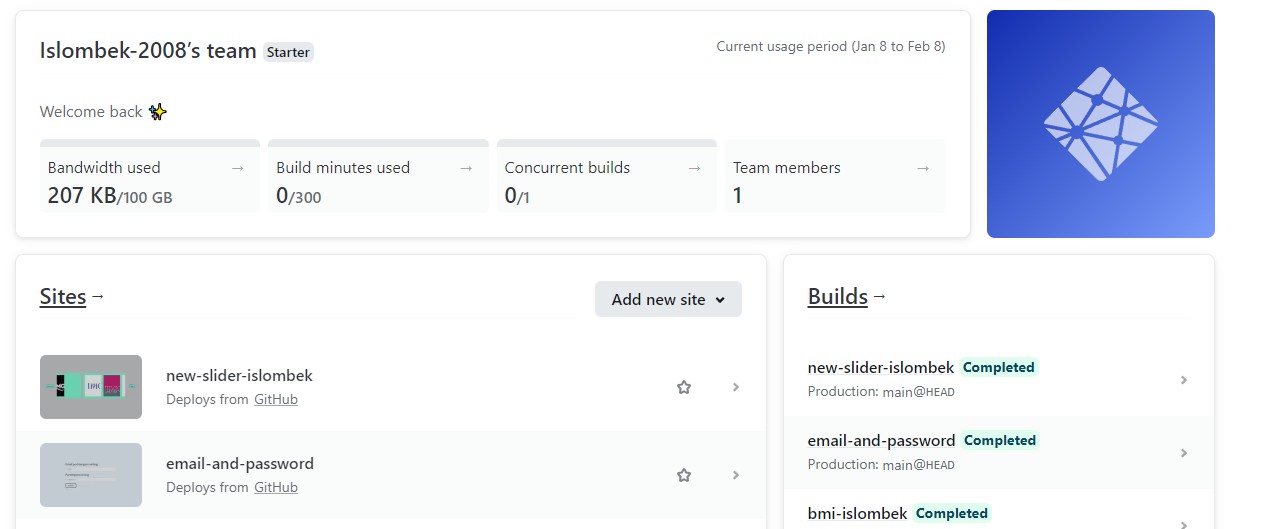 Islombek-2008’s team Starter
Current usage period (Jan 8 to Feb 8)
Welcome back ✨
Bandwidth used →
207 KB/100 GB
Build minutes used →
0/300
Concurrent builds →
0/1
Team members →
1
Sites →
Add new site
new-slider-islombek
Deploys from GitHub
email-and-password
Deploys from GitHub
Builds →
new-slider-islombek Completed
Production: main@HEAD
email-and-password Completed
Production: main@HEAD
bmi-islombek Completed